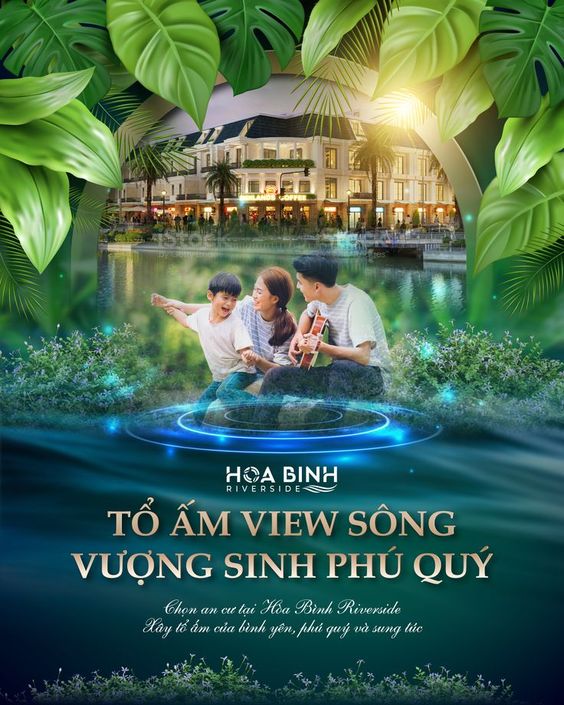 iStock
HOA BINH
RIVERSIDE
TỔ ẤM VIEW SÔNG
VƯỢNG SINH PHÚ QUÝ
Chọn an cư tại Hòa Bình Riverside
Xây tổ ấm của bình yên, phú quý và sung túc